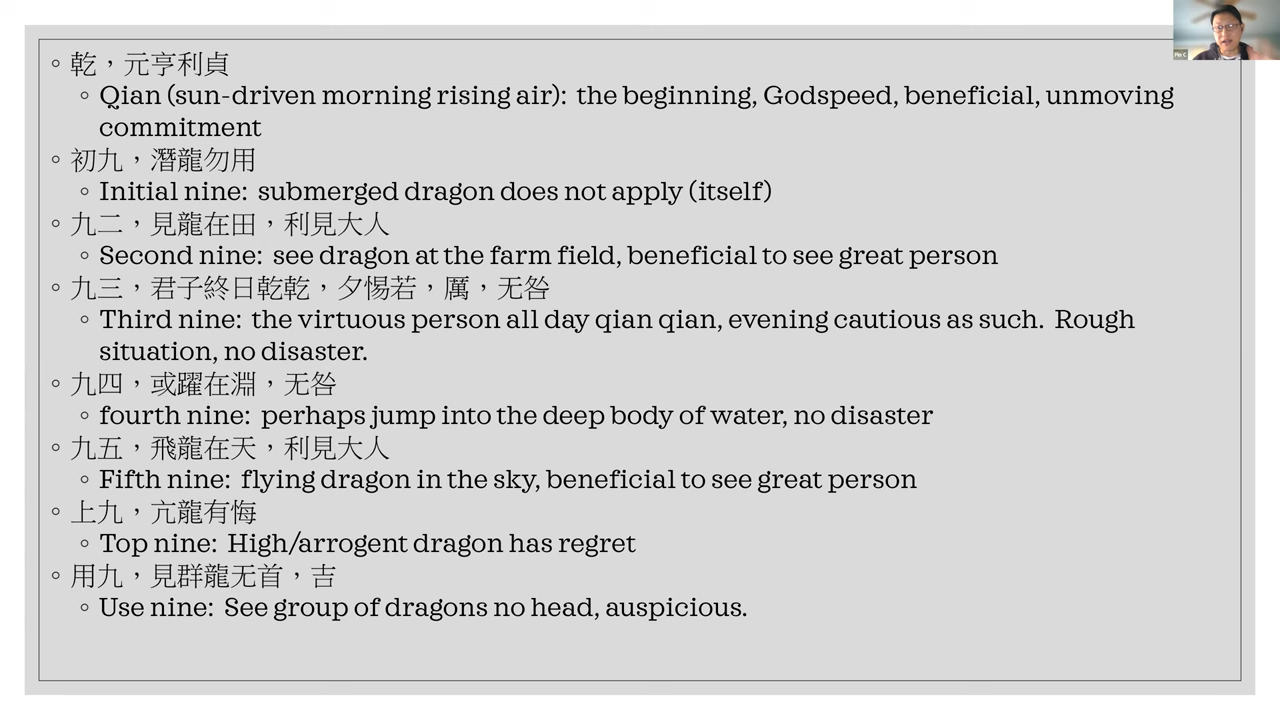 乾，元亨利貞
Qian (sun-driven morning rising air): the beginning, Godspeed, beneficial, unmoving
commitment
初九，潛龍勿用
Initial nine: submerged dragon does not apply (itself)
九二，見龍在田，利見大人
Second nine: see dragon at the farm field, beneficial to see great person
九三，君子終日乾乾，夕惕若，厲，无咎
Third nine: the virtuous person all day qian qian, evening cautious as such. Rough
situation, no disaster.
九四，或躍在淵，无咎
fourth nine: perhaps jump into the deep body of water, no disaster
九五，飛龍在天，利見大人
Fifth nine: flying dragon in the sky, beneficial to see great person
上九，亢龍有悔
Top nine: High/arrogent dragon has regret
用九，見群龍无首，吉
Use nine: See group of dragons no head, auspicious.